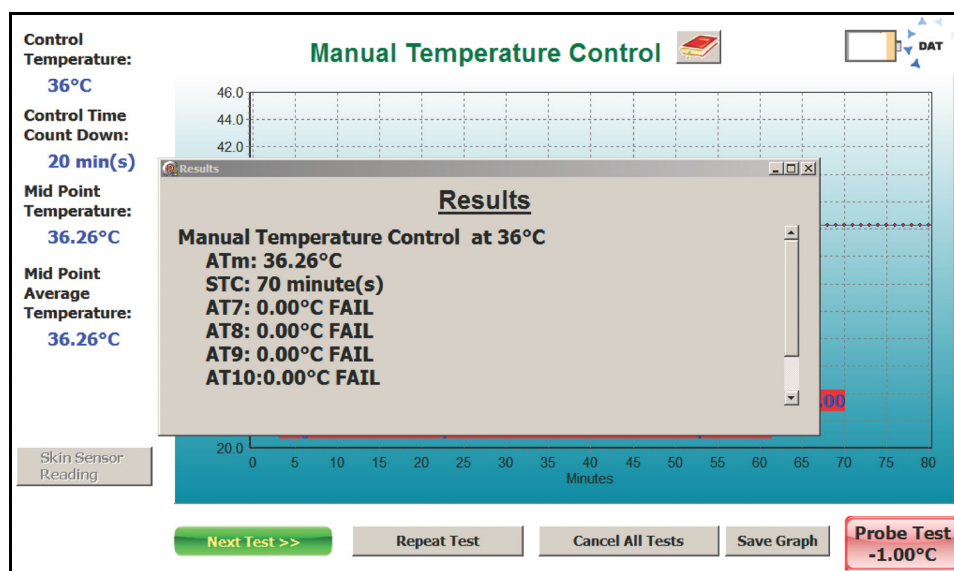 Manual Temperature Control
DAT
Control
Temperature:
36°C
Control Time
Count Down:
20 min(s)
Mid Point
Temperature:
36.26°C
Mid Point
Average
Temperature:
36.26°C
Skin Sensor
Reading
46.0
44.0
42.0
Results
Results
Manual Temperature Control at 36°C
ATm: 36.26°C
STC: 70 minute(s)
AT7: 0.00°C FAIL
AT8: 0.00°C FAIL
AT9: 0.00°C FAIL
AT10:0.00°C FAIL
.00
20.0
0 5 10 15 20 25 30 35 40 45 50 55 60 65 70 75 80
Minutes
Next Test >>
Repeat Test
Cancel All Tests
Save Graph
Probe Test
-1.00°C